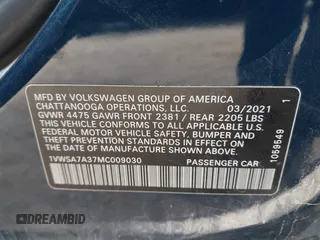 MFD BY VOLKSWAGEN GROUP OF AMERICA
CHATTANOOGA OPERATIONS, LLC. 03/2021
GVWR 4475 GAWR FRONT 2381 / REAR 2205 LBS
THIS VEHICLE CONFORMS TO ALL APPLICABLE
FEDERAL MOTOR VEHICLE SAFETY, BUMPER AND
THEFT PREVENTION STANDARDS IN EFFECT ON
THE DATE OF MANUFACTURE SHOWN ABOVE.
1VWSA7A37MC009030 PASSENGER CAR
1
1059549
DREAMBID